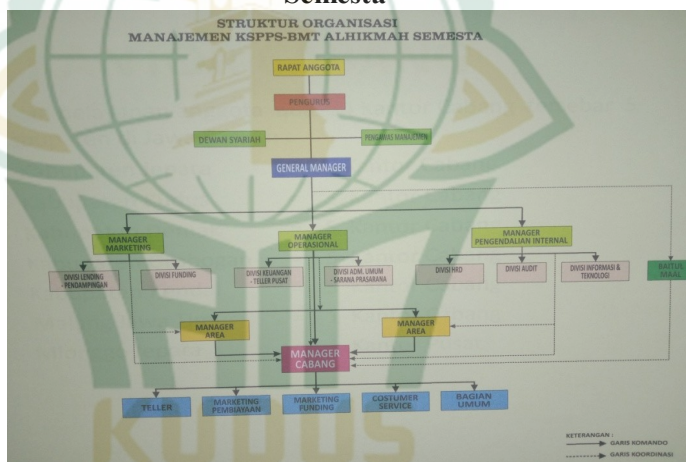 Semesta
STRUKTUR ORGANISASI
MANAJEMEN KSPPS-BMT ALHIKMAH SEMESTA
RAPAT ANGGOTA
PENGURUS
DEWAN SYARIAH
PENGAWAS MANAJEMEN
GENERAL MANAGER
MANAGER
MARKETING
MANAGER
OPERASIONAL
MANAGER
PENGENDALIAN INTERNAL
DIVISI LENDING
- PENDAMPINGAN
DIVISI FUNDING
DIVISI KEUANGAN
- TELLER PUSAT
DIVISI ADM. UMUM
- SARANA PRASARANA
DIVISI HRD
DIVISI AUDIT
DIVISI INFORMASI &
TEKNOLOGI
BAITUL
MAAL
MANAGER
AREA
MANAGER
AREA
MANAGER
CABANG
TELLER
MARKETING
PEMBIAYAAN
MARKETING
FUNDING
COSTUMER
SERVICE
BAGIAN
UMUM
KUDUS
KETERANGAN :
GARIS KOMANDO
GARIS KOORDINASI